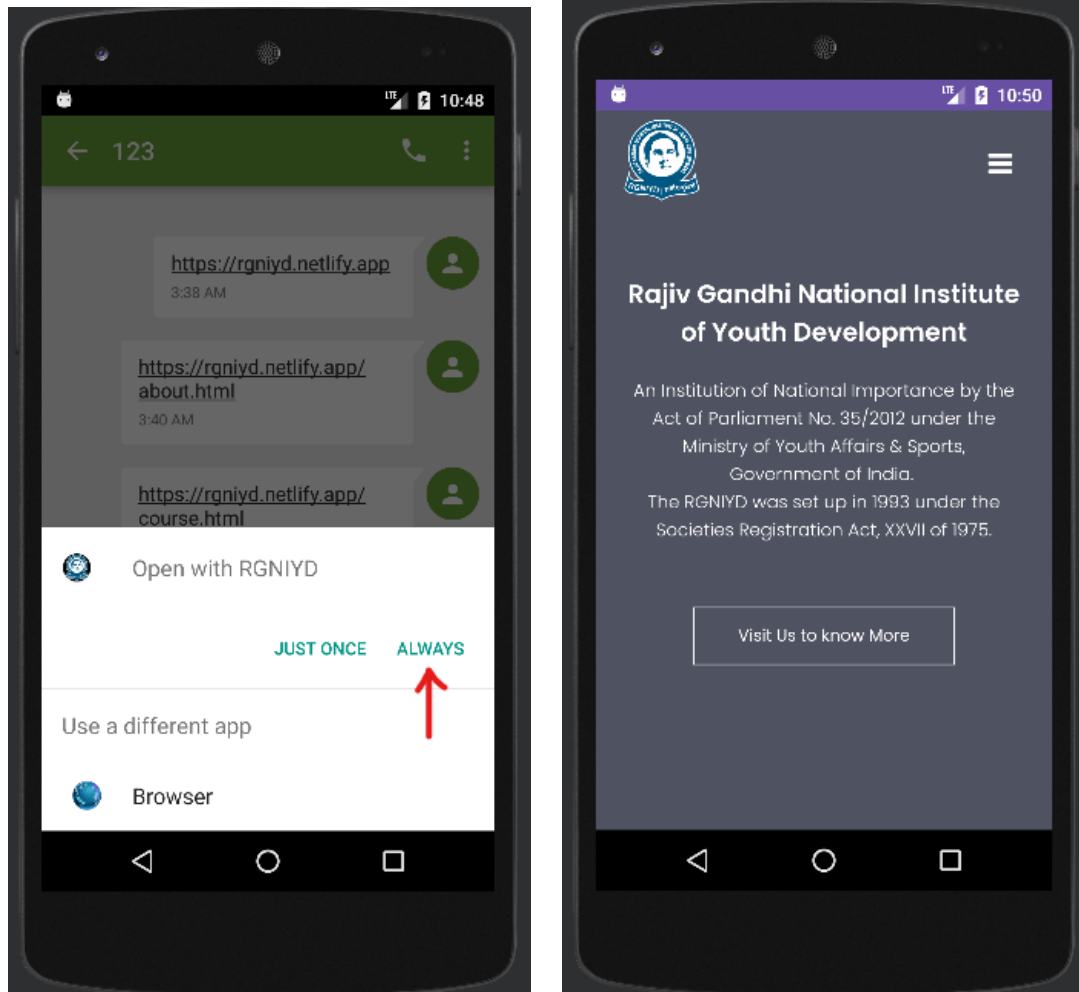 LTE 10:48
123
https://rgniyd.netlify.app
3:38 AM
https://rgniyd.netlify.app/
about.html
3:40 AM
https://rgniyd.netlify.app/
course.html
Open with RGNIYD
JUST ONCE ALWAYS
Use a different app
Browser
LTE 10:50
Rajiv Gandhi National Institute
of Youth Development
An Institution of National Importance by the
Act of Parliament No. 35/2012 under the
Ministry of Youth Affairs & Sports,
Government of India.
The RGNIYD was set up in 1993 under the
Societies Registration Act, XXVII of 1975.
Visit Us to know More